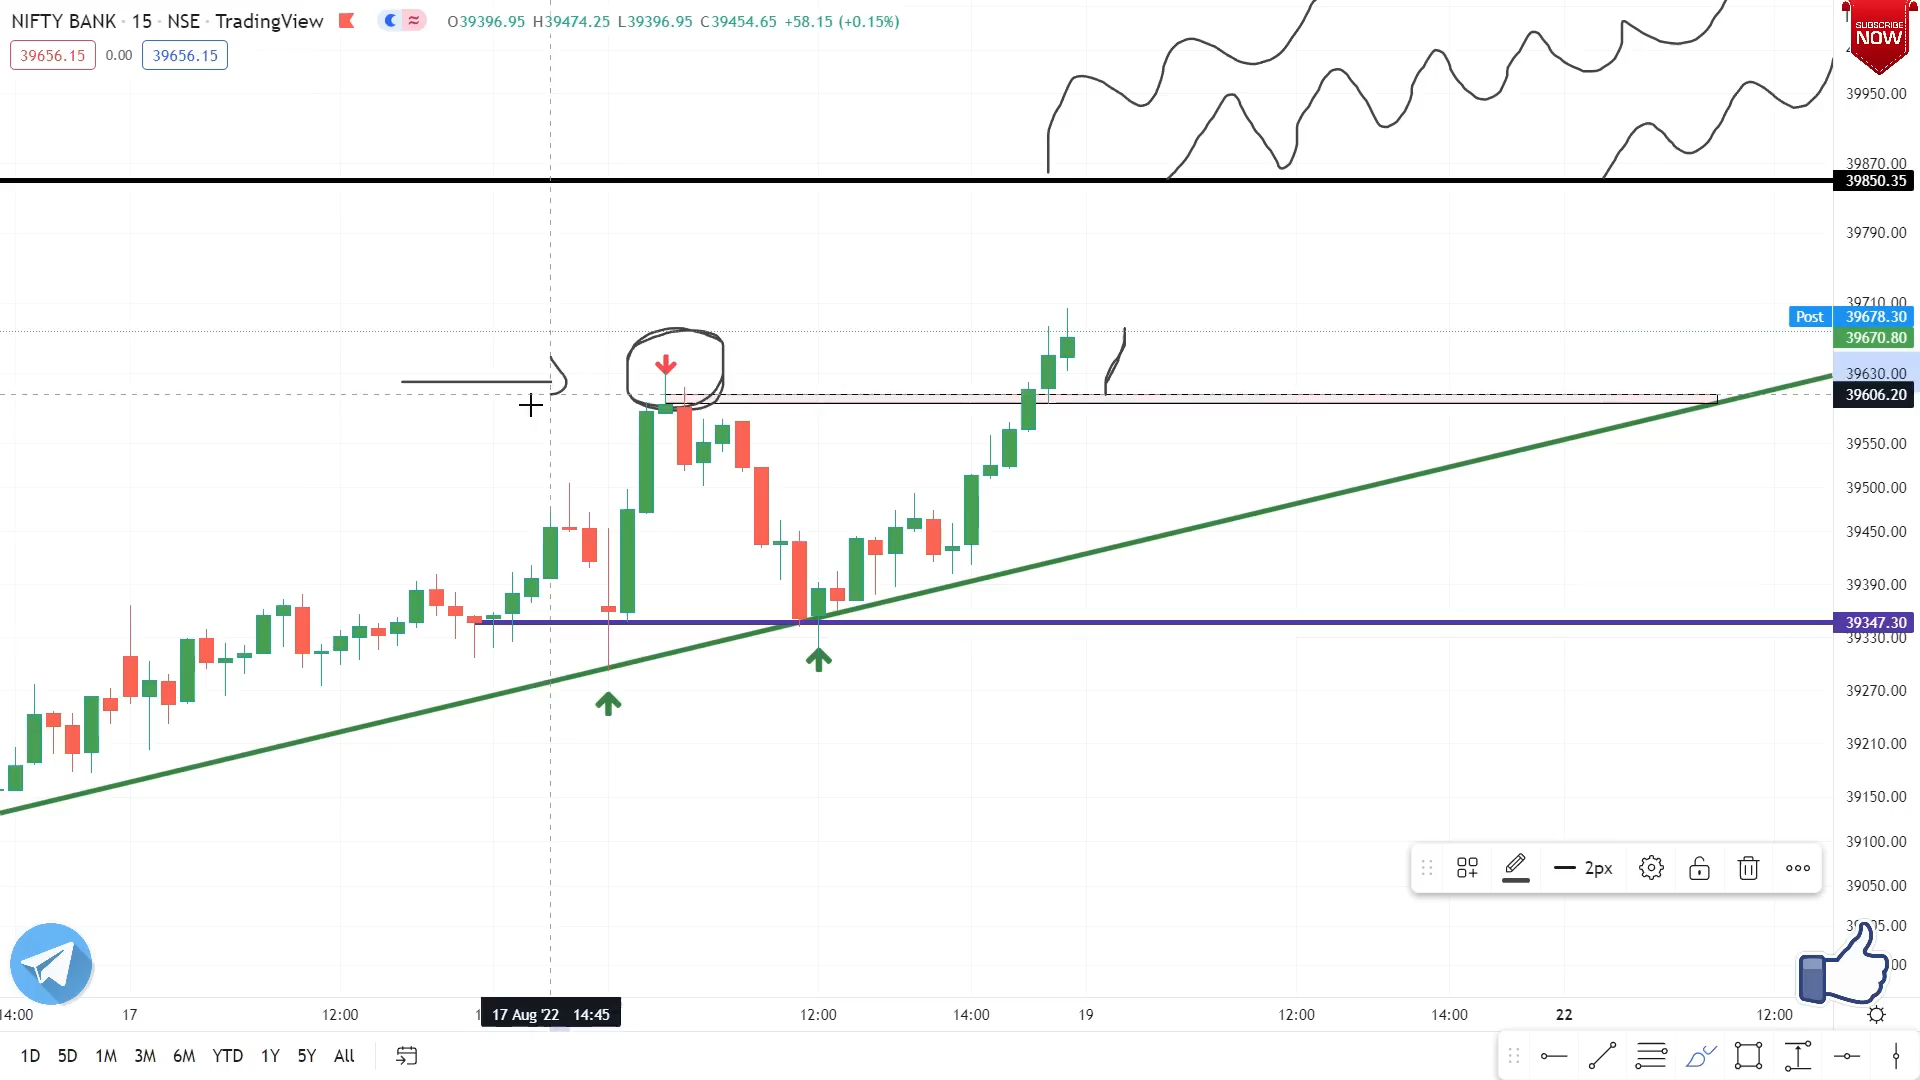 NIFTY BANK · 15 · NSE · TradingView
O39396.95 H39474.25 L39396.95 C39454.65 +58.15 (+0.15%)
SUBSCRIBE
NOW
39656.15 0.00 39656.15
39950.00
39870.00
39850.35
39790.00
39710.00
Post 39678.30
39670.80
39630.00
39606.20
39550.00
39500.00
39450.00
39390.00
39347.30
39330.00
39270.00
39210.00
39150.00
39100.00
2px
39050.00
14:00 17 12:00 17 Aug '22 14:45 12:00 14:00 19 12:00 14:00 22 12:00
1D 5D 1M 3M 6M YTD 1Y 5Y All